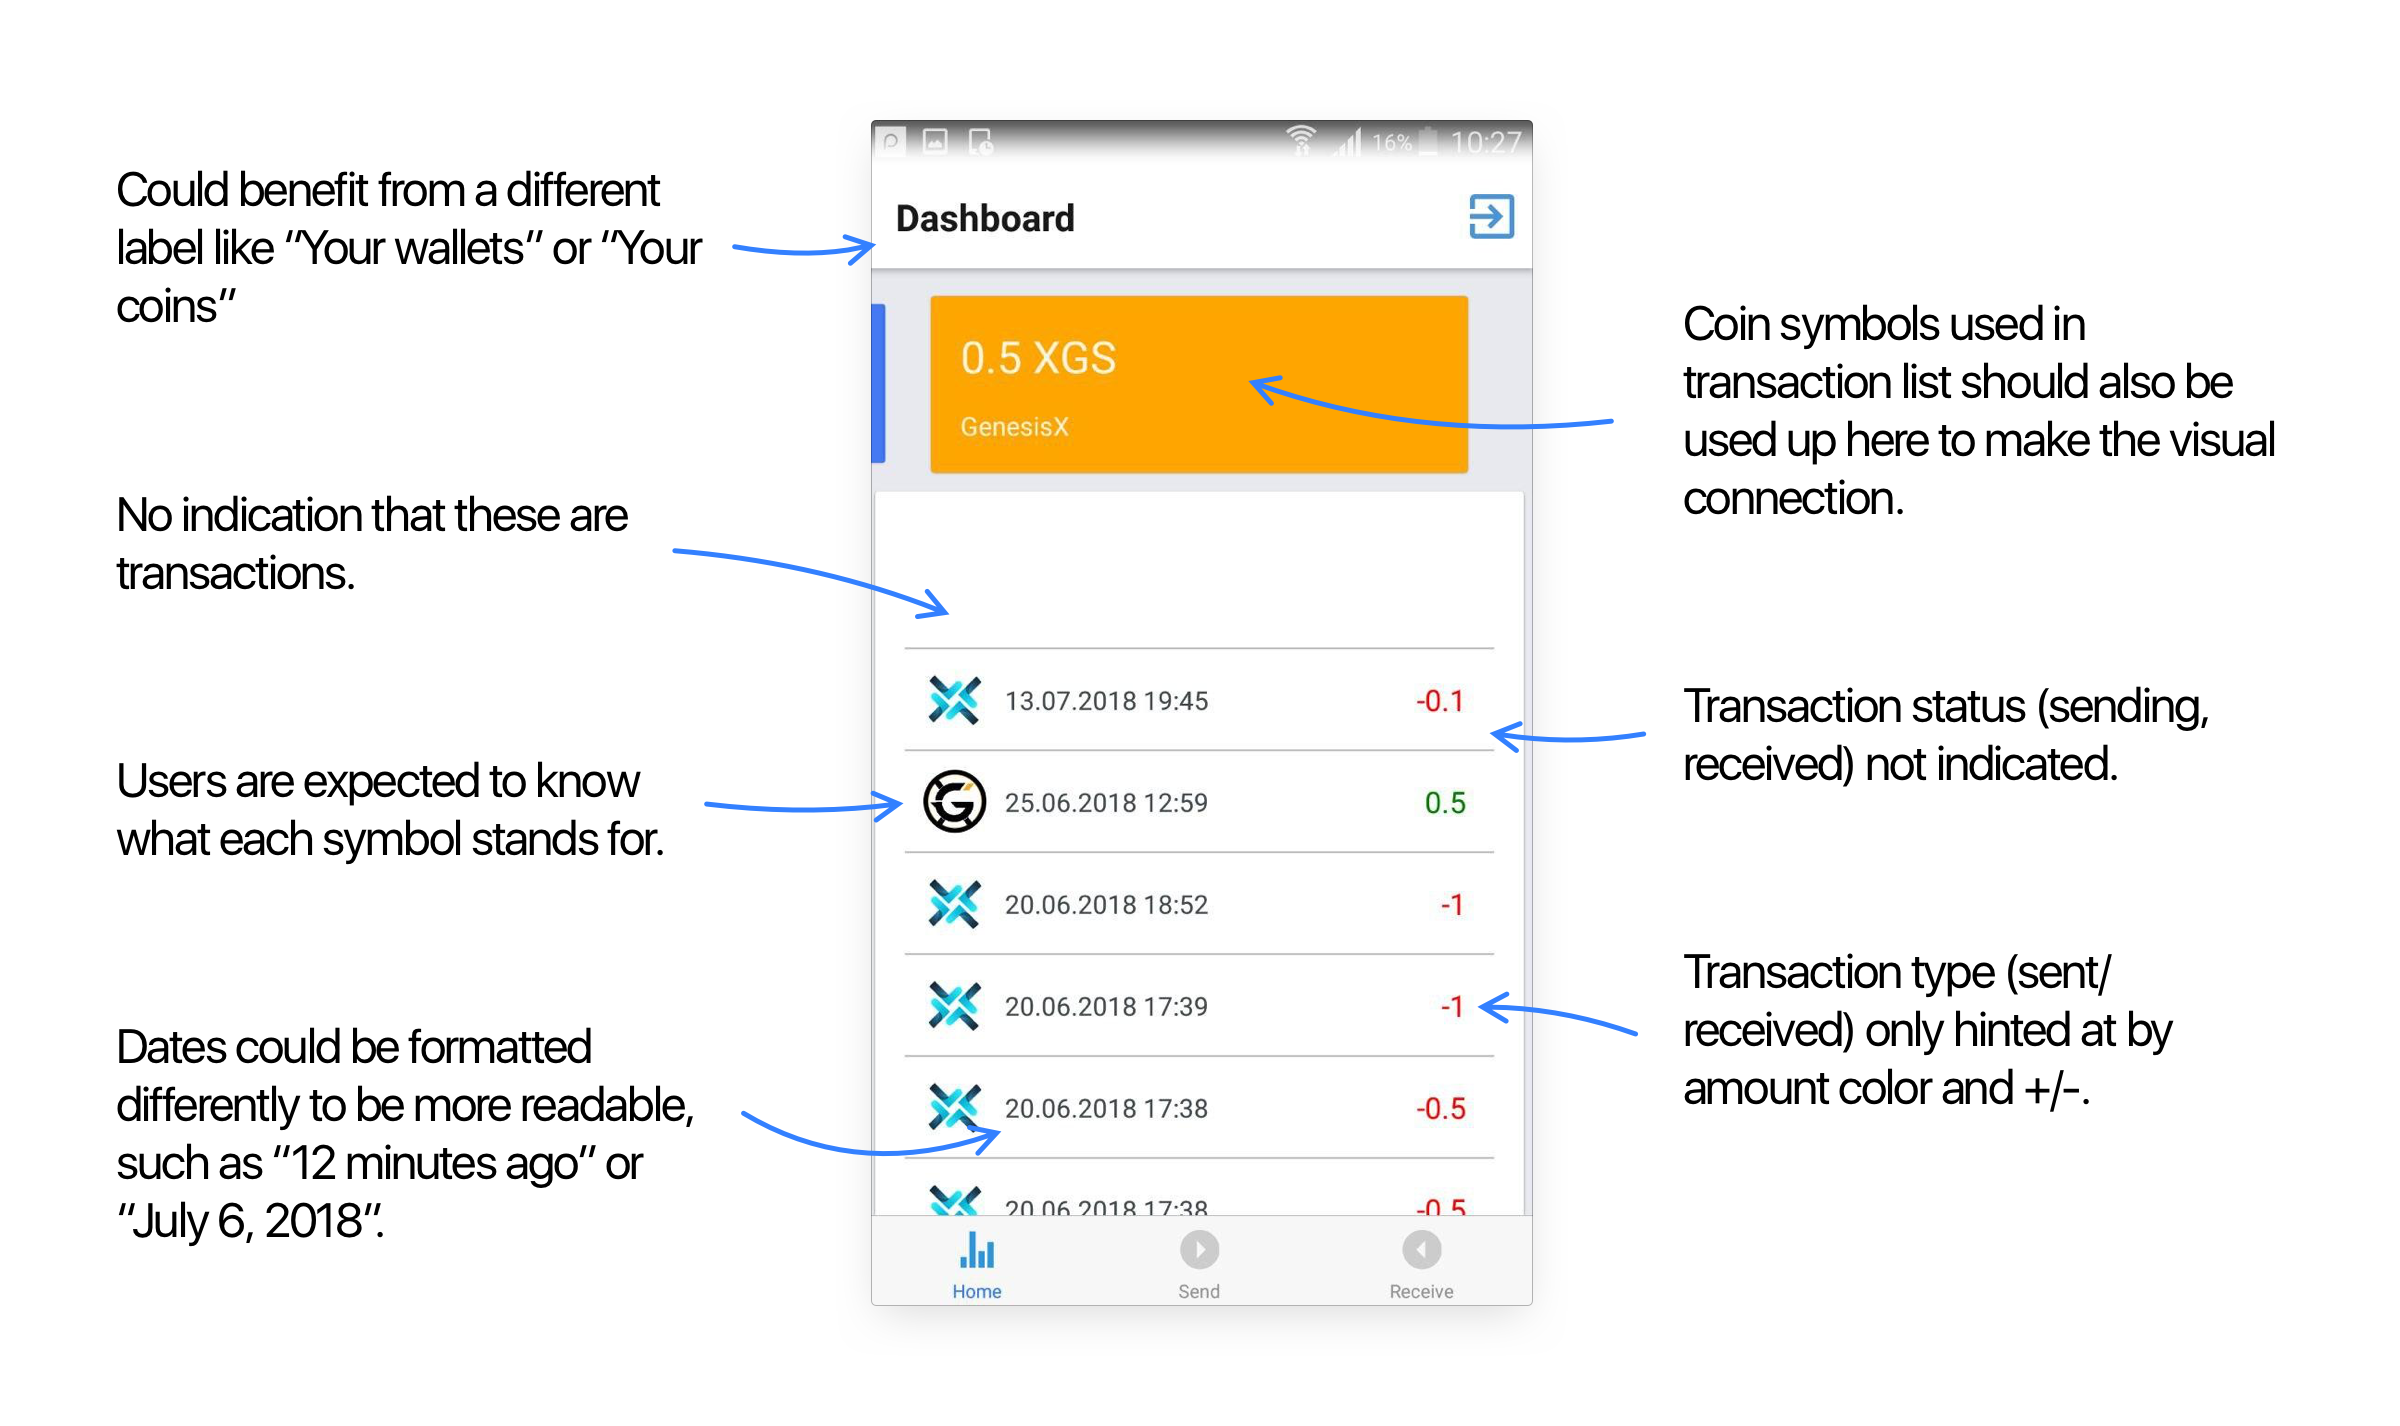 Could benefit from a different
label like “Your wallets” or “Your
coins”
No indication that these are
transactions.
Users are expected to know
what each symbol stands for.
Dates could be formatted
differently to be more readable,
such as “12 minutes ago” or
“July 6, 2018”.
16% 10:27
Dashboard
0.5 XGS
GenesisX
13.07.2018 19:45 -0.1
25.06.2018 12:59 0.5
20.06.2018 18:52 -1
20.06.2018 17:39 -1
20.06.2018 17:38 -0.5
20.06.2018 17:38 -0.5
Home Send Receive
Coin symbols used in
transaction list should also be
used up here to make the visual
connection.
Transaction status (sending,
received) not indicated.
Transaction type (sent/
received) only hinted at by
amount color and +/-.